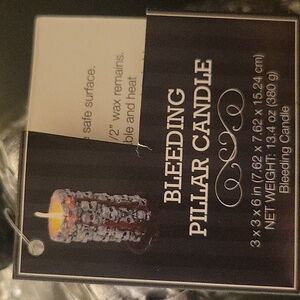 safe surface.
/2" wax remains.
ble and heat
BLEEDING
PILLAR CANDLE
3 x 3 x 6 in (7.62 x 7.62 x 15.24 cm)
NET WEIGHT: 13.4 oz (380 g)
Bleeding Candle